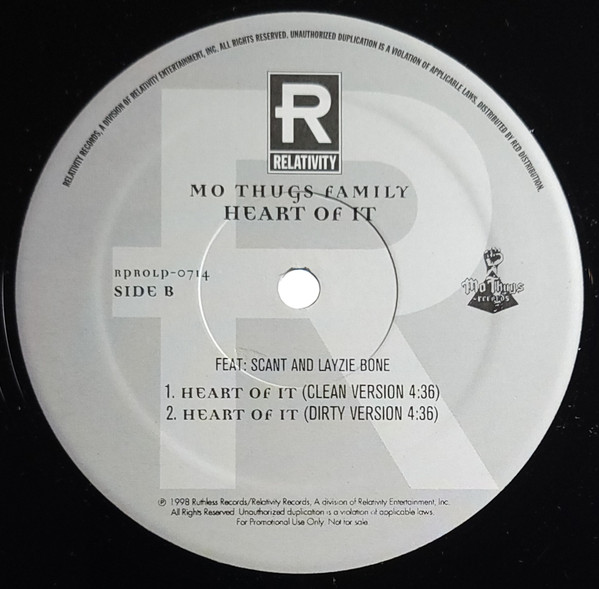 RELATIVITY RECORDS, A DIVISION OF RELATIVITY ENTERTAINMENT, INC. ALL RIGHTS RESERVED. UNAUTHORIZED DUPLICATION IS A VIOLATION OF APPLICABLE LAWS. DISTRIBUTED BY RED DISTRIBUTION.
R
RELATIVITY
MO THUGS FAMILY
HEART OF IT
RPROLP-0714
SIDE B
Mo Thugs
records
FEAT: SCANT AND LAYZIE BONE
1. HEART OF IT (CLEAN VERSION 4:36)
2. HEART OF IT (DIRTY VERSION 4:36)
℗ 1998 Ruthless Records/Relativity Records, A division of Relativity Entertainment, Inc.
All Rights Reserved. Unauthorized duplication is a violation of applicable laws.
For Promotional Use Only. Not for sale.